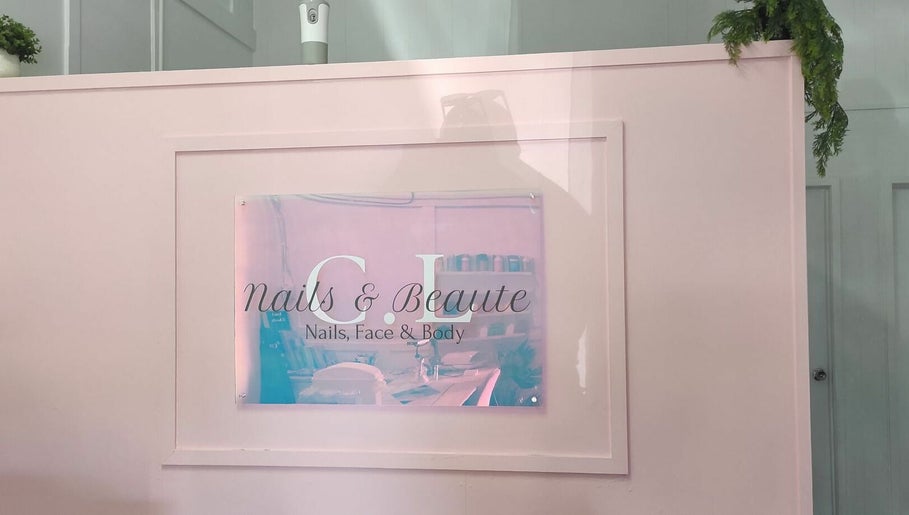 C.L
Nails & Beaute
Nails, Face & Body